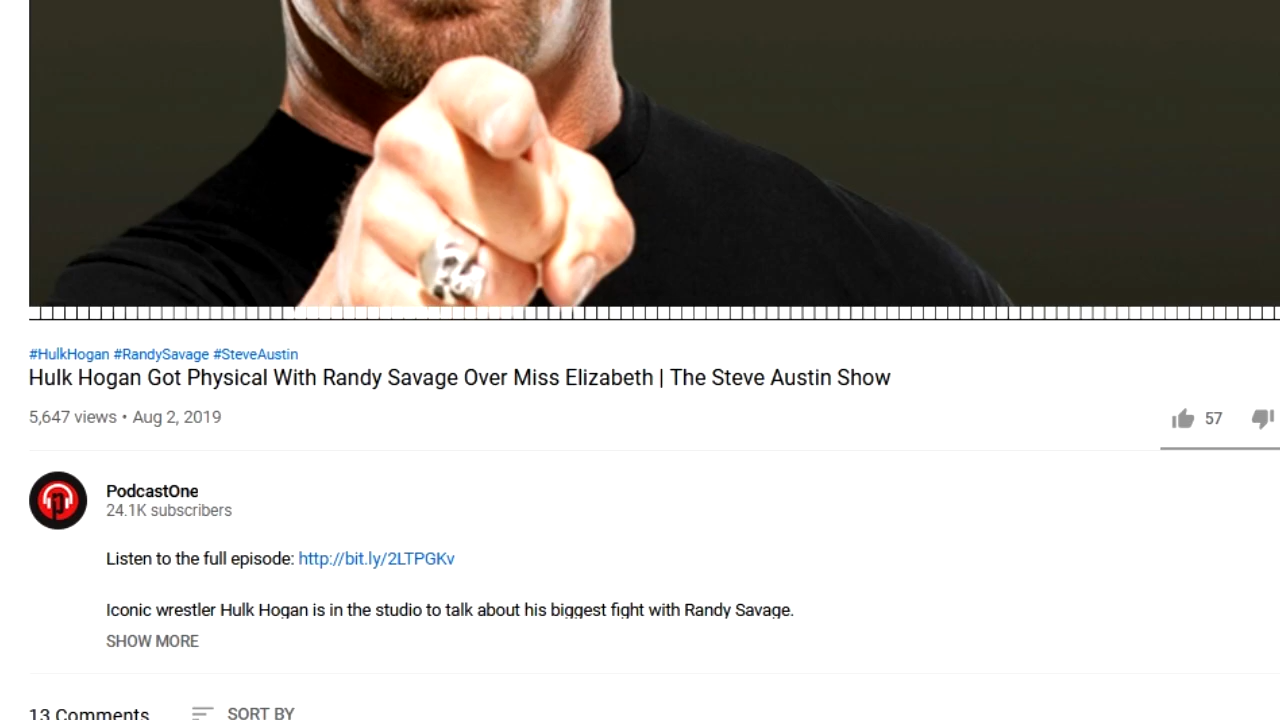 #HulkHogan #RandySavage #SteveAustin
Hulk Hogan Got Physical With Randy Savage Over Miss Elizabeth | The Steve Austin Show
5,647 views • Aug 2, 2019
57
PodcastOne
24.1K subscribers
Listen to the full episode: http://bit.ly/2LTPGKv
Iconic wrestler Hulk Hogan is in the studio to talk about his biggest fight with Randy Savage.
SHOW MORE
13 Comments SORT BY